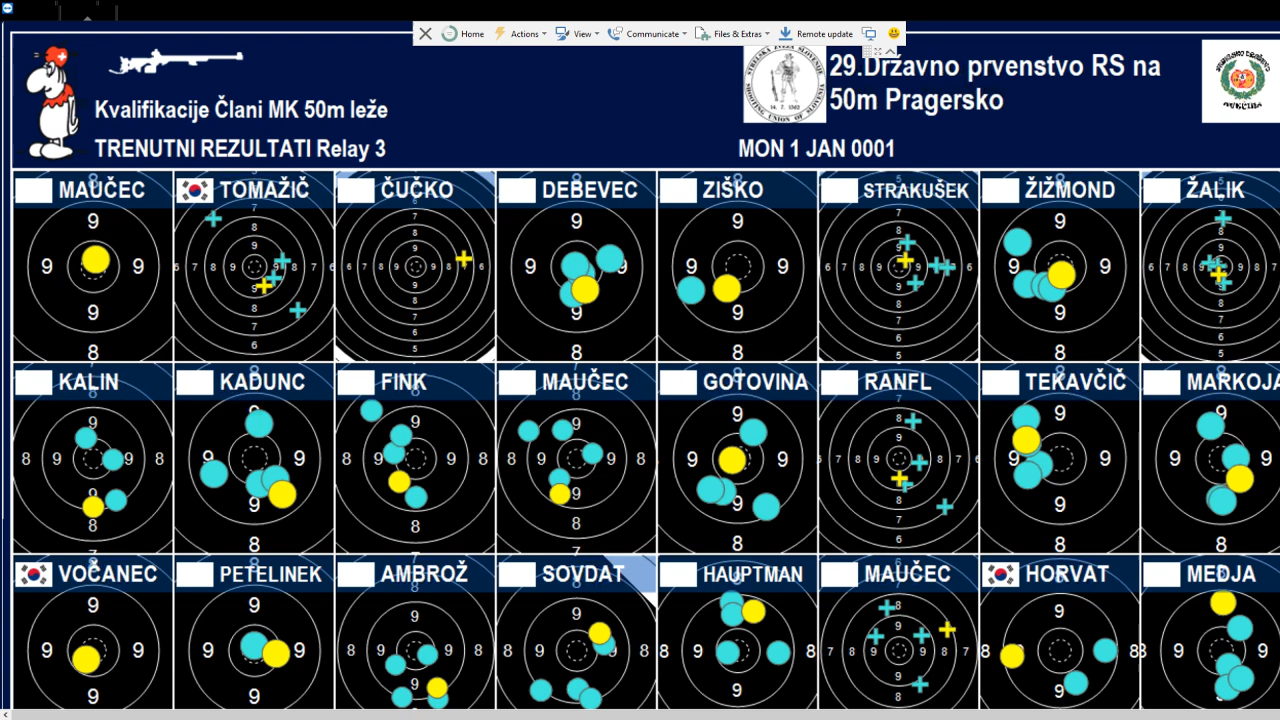 Home Actions View Communicate Files & Extras Remote update
29.Državno prvenstvo RS na
50m Pragersko
Kvalifikacije Člani MK 50m leže
TRENUTNI REZULTATI Relay 3
MON 1 JAN 0001
MAUČEC TOMAŽIČ ČUČKO DEBEVEC ZIŠKO STRAKUŠEK ŽIŽMOND ŽALIK
KALIN KADUNC FINK MAUČEC GOTOVINA RANFL TEKAVČIČ MARKOJA
VOČANEC PETELINEK AMBROŽ SOVDAT HAUPTMAN MAUČEC HORVAT MEDJA